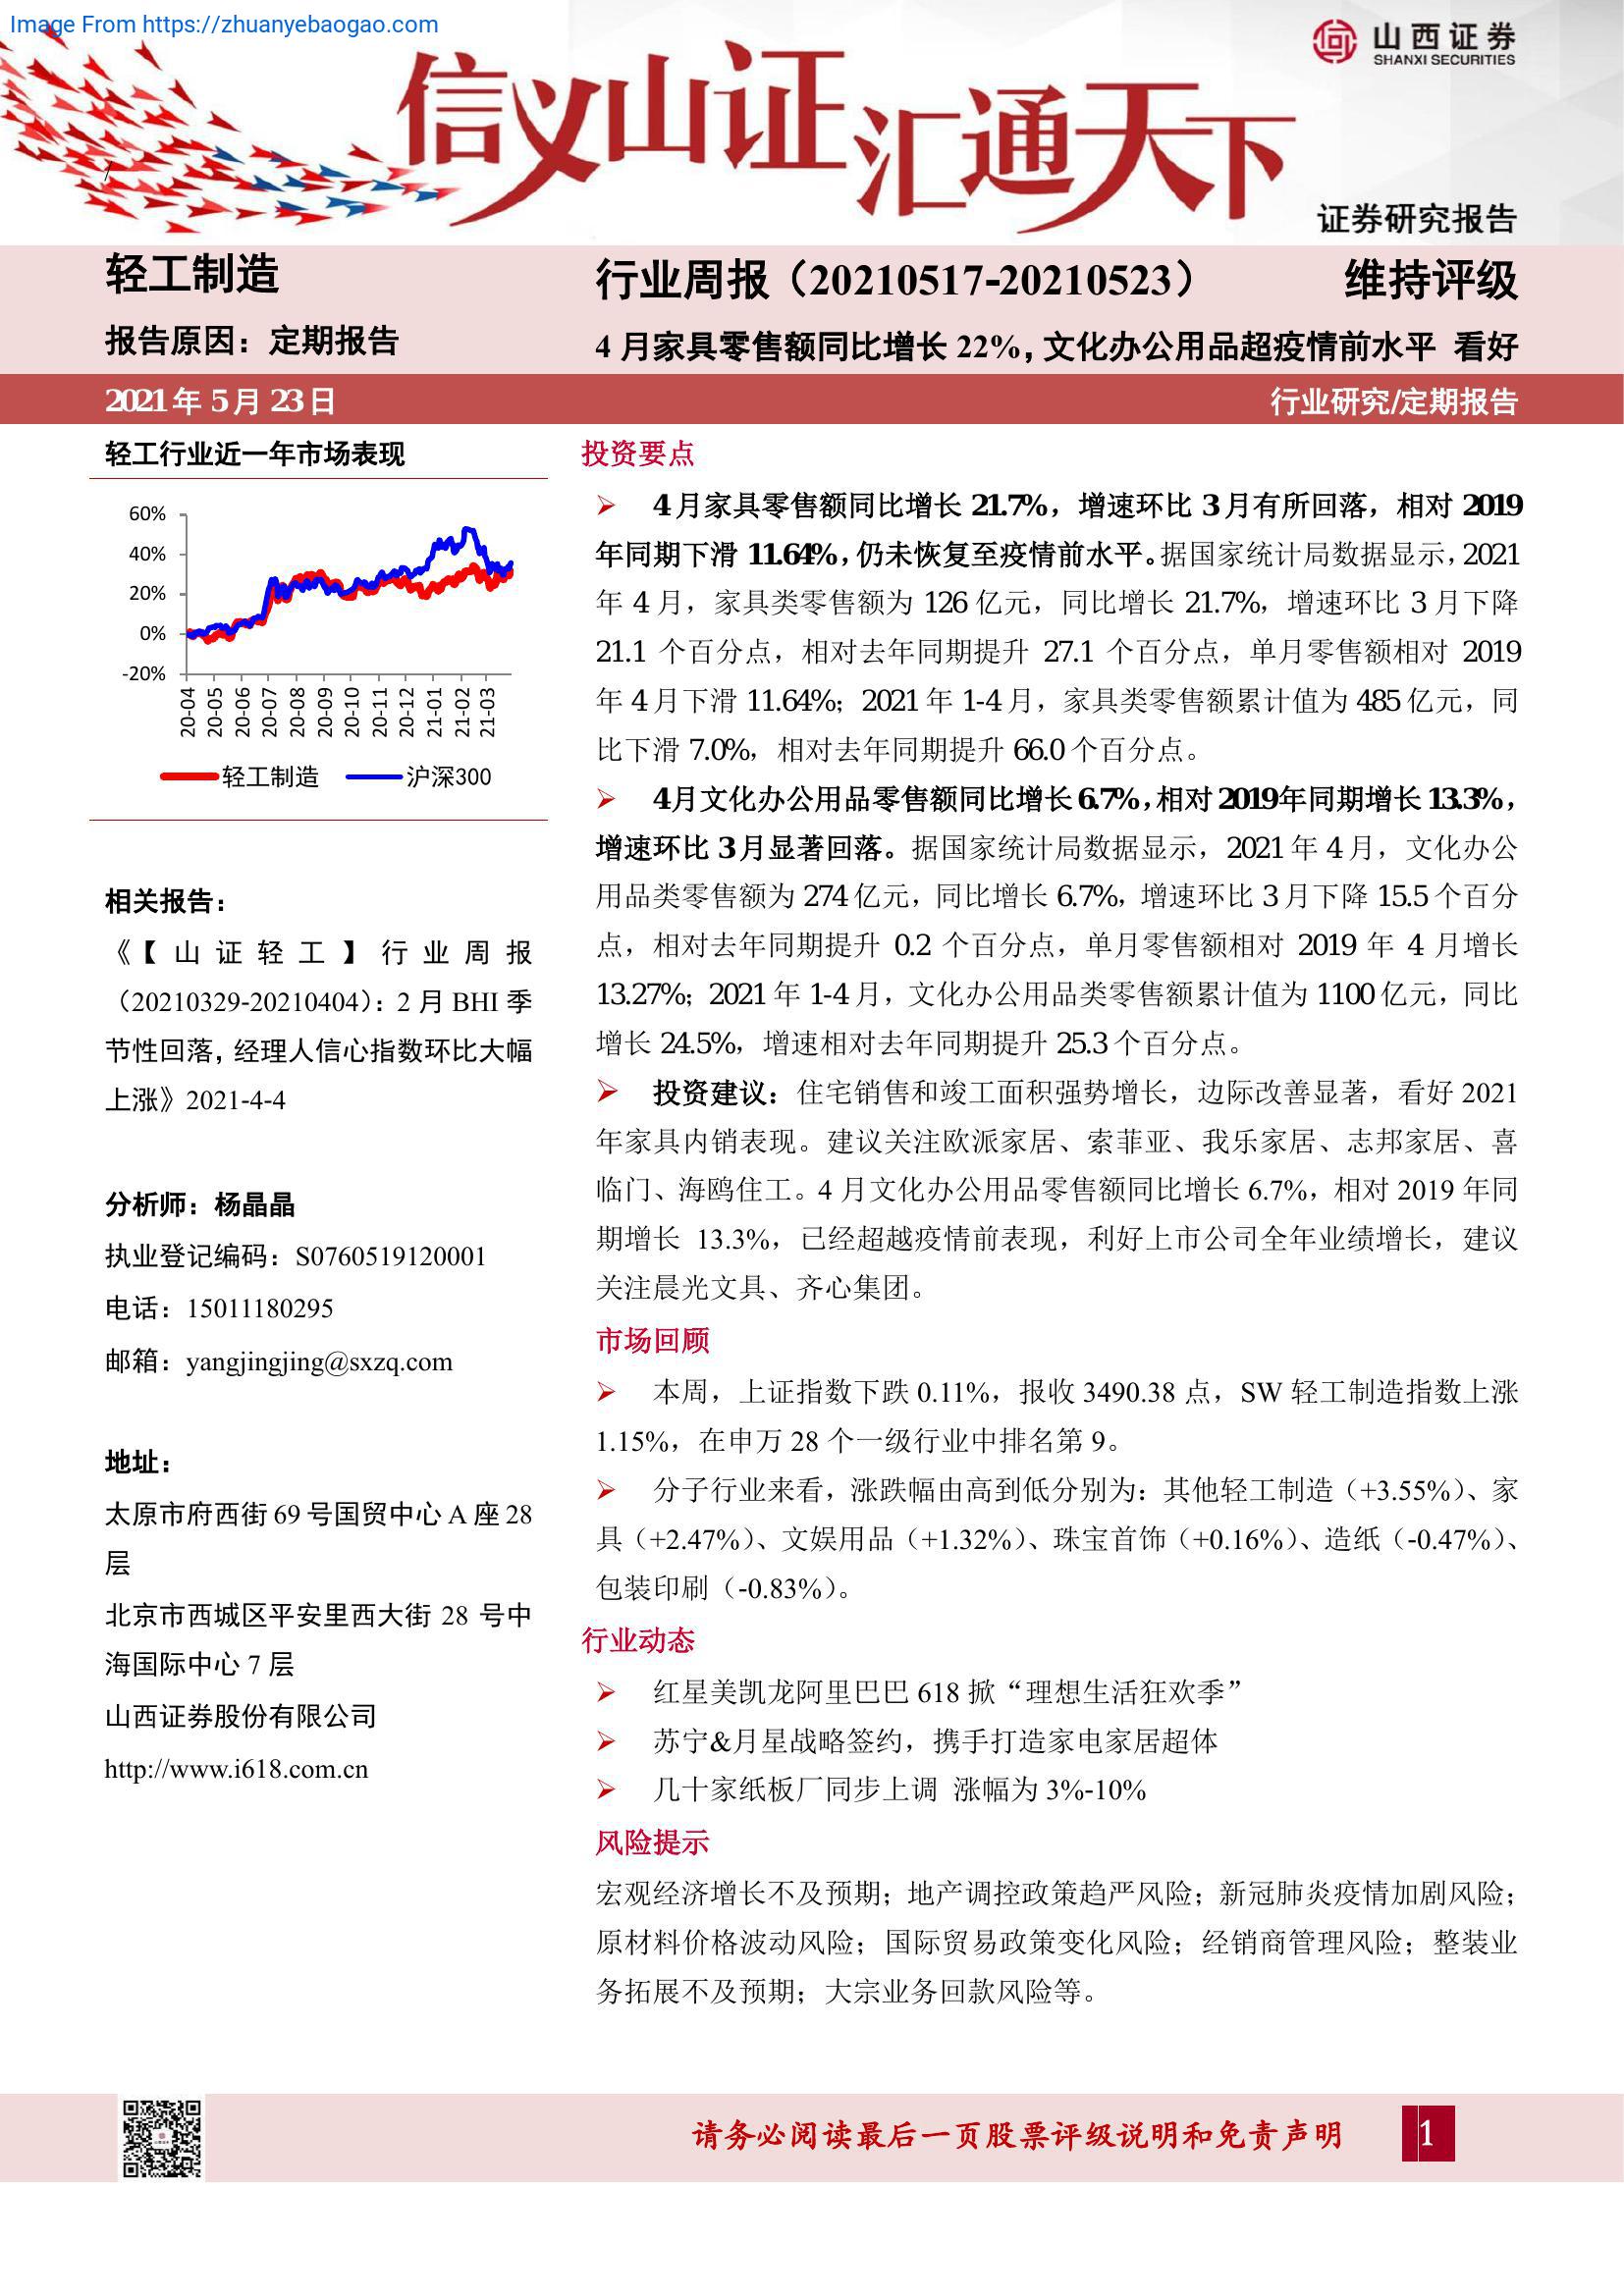 Image From https://zhuanyebaogao.com
山西证券
SHANXI SECURITIES
信义山证汇通天下
证券研究报告
轻工制造
行业周报（20210517-20210523） 维持评级
报告原因：定期报告
4 月家具零售额同比增长 22%，文化办公用品超疫情前水平 看好
2021 年 5 月 23 日
行业研究/定期报告
轻工行业近一年市场表现
60%
40%
20%
0%
-20%
20-04 20-05 20-06 20-07 20-08 20-09 20-10 20-11 20-12 21-01 21-02 21-03
轻工制造 沪深300
相关报告：
《【山证轻工】行业周报
（20210329-20210404）：2 月 BHI 季
节性回落，经理人信心指数环比大幅
上涨》2021-4-4
分析师：杨晶晶
执业登记编码：S0760519120001
电话：15011180295
邮箱：yangjingjing@sxzq.com
地址：
太原市府西街 69 号国贸中心 A 座 28
层
北京市西城区平安里西大街 28 号中
海国际中心 7 层
山西证券股份有限公司
http://www.i618.com.cn
投资要点
➢ 4 月家具零售额同比增长 21.7%，增速环比 3 月有所回落，相对 2019
年同期下滑 11.64%，仍未恢复至疫情前水平。据国家统计局数据显示，2021
年 4 月，家具类零售额为 126 亿元，同比增长 21.7%，增速环比 3 月下降
21.1 个百分点，相对去年同期提升 27.1 个百分点，单月零售额相对 2019
年 4 月下滑 11.64%；2021 年 1-4 月，家具类零售额累计值为 485 亿元，同
比下滑 7.0%，相对去年同期提升 66.0 个百分点。
➢ 4月文化办公用品零售额同比增长 6.7%，相对 2019年同期增长 13.3%，
增速环比 3 月显著回落。据国家统计局数据显示，2021 年 4 月，文化办公
用品类零售额为 274 亿元，同比增长 6.7%，增速环比 3 月下降 15.5 个百分
点，相对去年同期提升 0.2 个百分点，单月零售额相对 2019 年 4 月增长
13.27%；2021 年 1-4 月，文化办公用品类零售额累计值为 1100 亿元，同比
增长 24.5%，增速相对去年同期提升 25.3 个百分点。
➢ 投资建议：住宅销售和竣工面积强势增长，边际改善显著，看好 2021
年家具内销表现。建议关注欧派家居、索菲亚、我乐家居、志邦家居、喜
临门、海鸥住工。4 月文化办公用品零售额同比增长 6.7%，相对 2019 年同
期增长 13.3%，已经超越疫情前表现，利好上市公司全年业绩增长，建议
关注晨光文具、齐心集团。
市场回顾
➢ 本周，上证指数下跌 0.11%，报收 3490.38 点，SW 轻工制造指数上涨
1.15%，在申万 28 个一级行业中排名第 9。
➢ 分子行业来看，涨跌幅由高到低分别为：其他轻工制造（+3.55%）、家
具（+2.47%）、文娱用品（+1.32%）、珠宝首饰（+0.16%）、造纸（-0.47%）、
包装印刷（-0.83%）。
行业动态
➢ 红星美凯龙阿里巴巴 618 掀“理想生活狂欢季”
➢ 苏宁&月星战略签约，携手打造家电家居超体
➢ 几十家纸板厂同步上调 涨幅为 3%-10%
风险提示
宏观经济增长不及预期；地产调控政策趋严风险；新冠肺炎疫情加剧风险；
原材料价格波动风险；国际贸易政策变化风险；经销商管理风险；整装业
务拓展不及预期；大宗业务回款风险等。
请务必阅读最后一页股票评级说明和免责声明
1